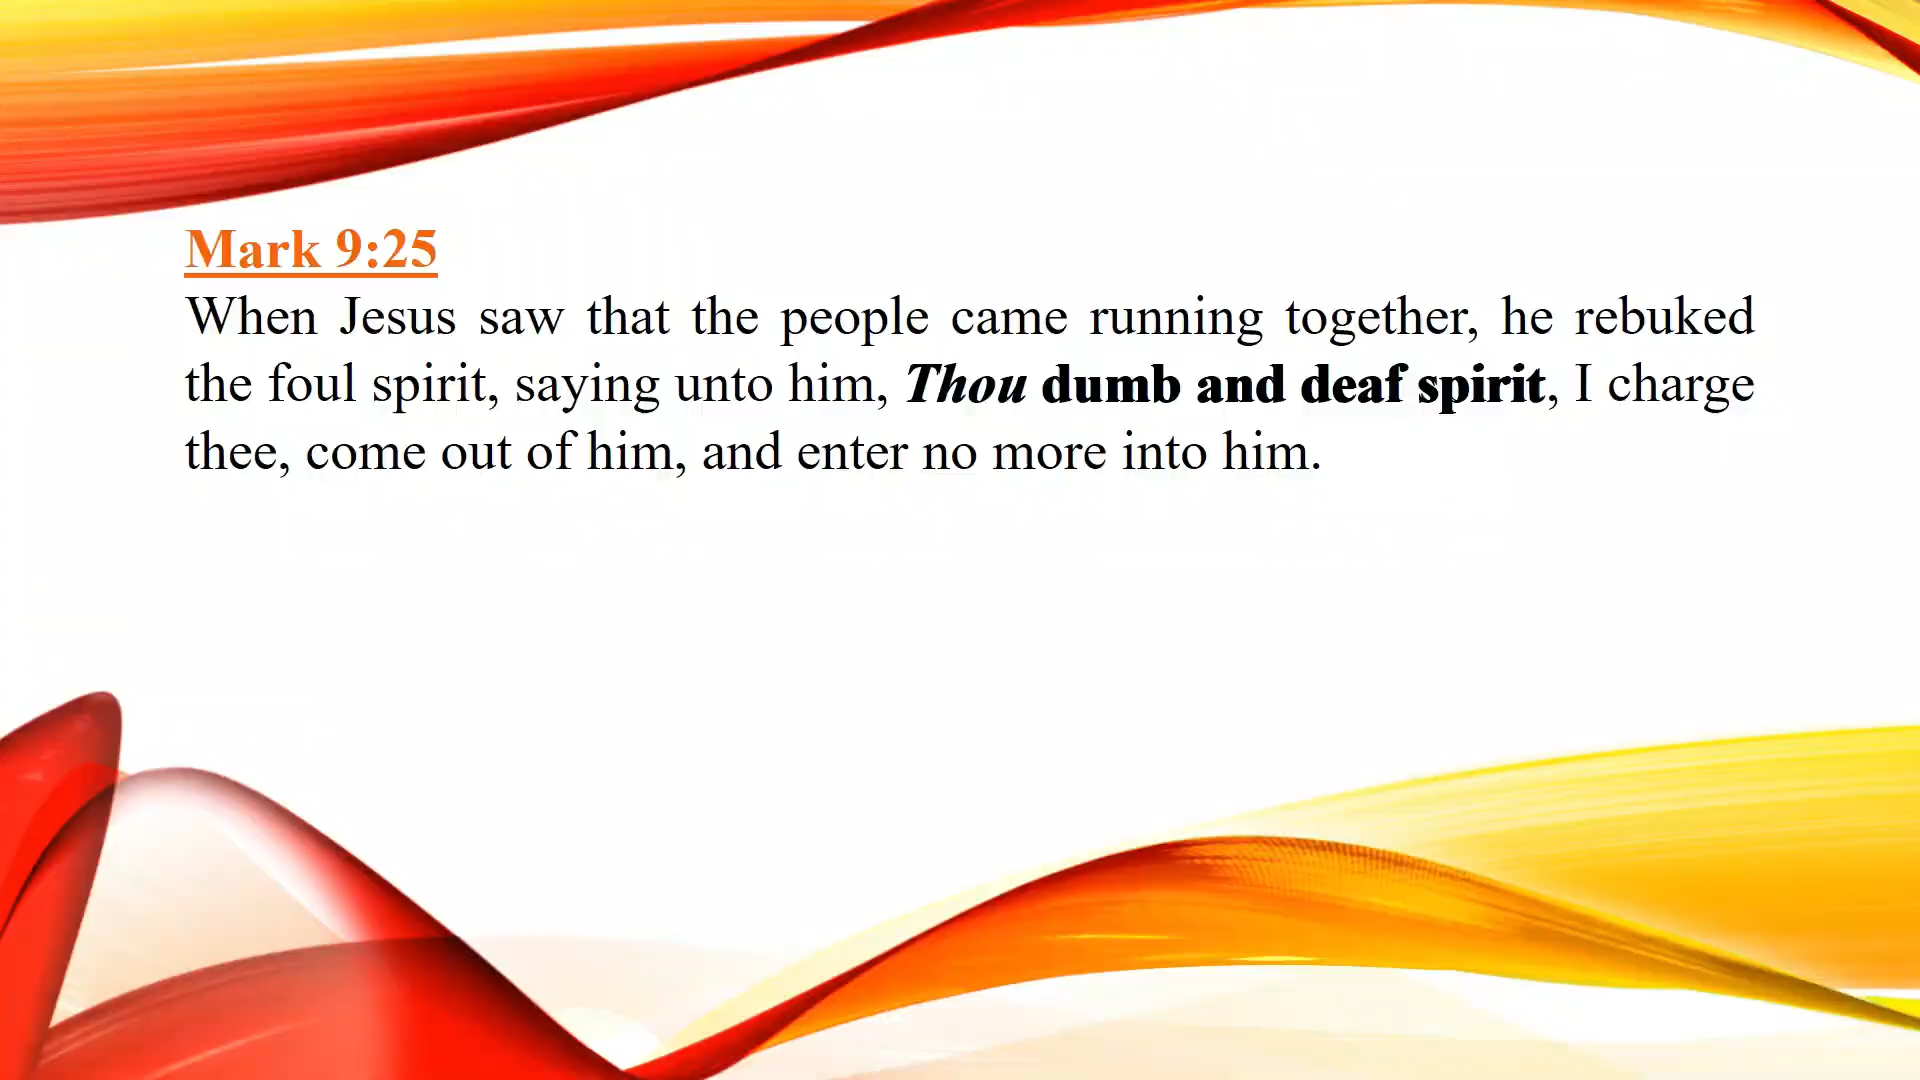 Mark 9:25
When Jesus saw that the people came running together, he rebuked
the foul spirit, saying unto him, Thou dumb and deaf spirit, I charge
thee, come out of him, and enter no more into him.